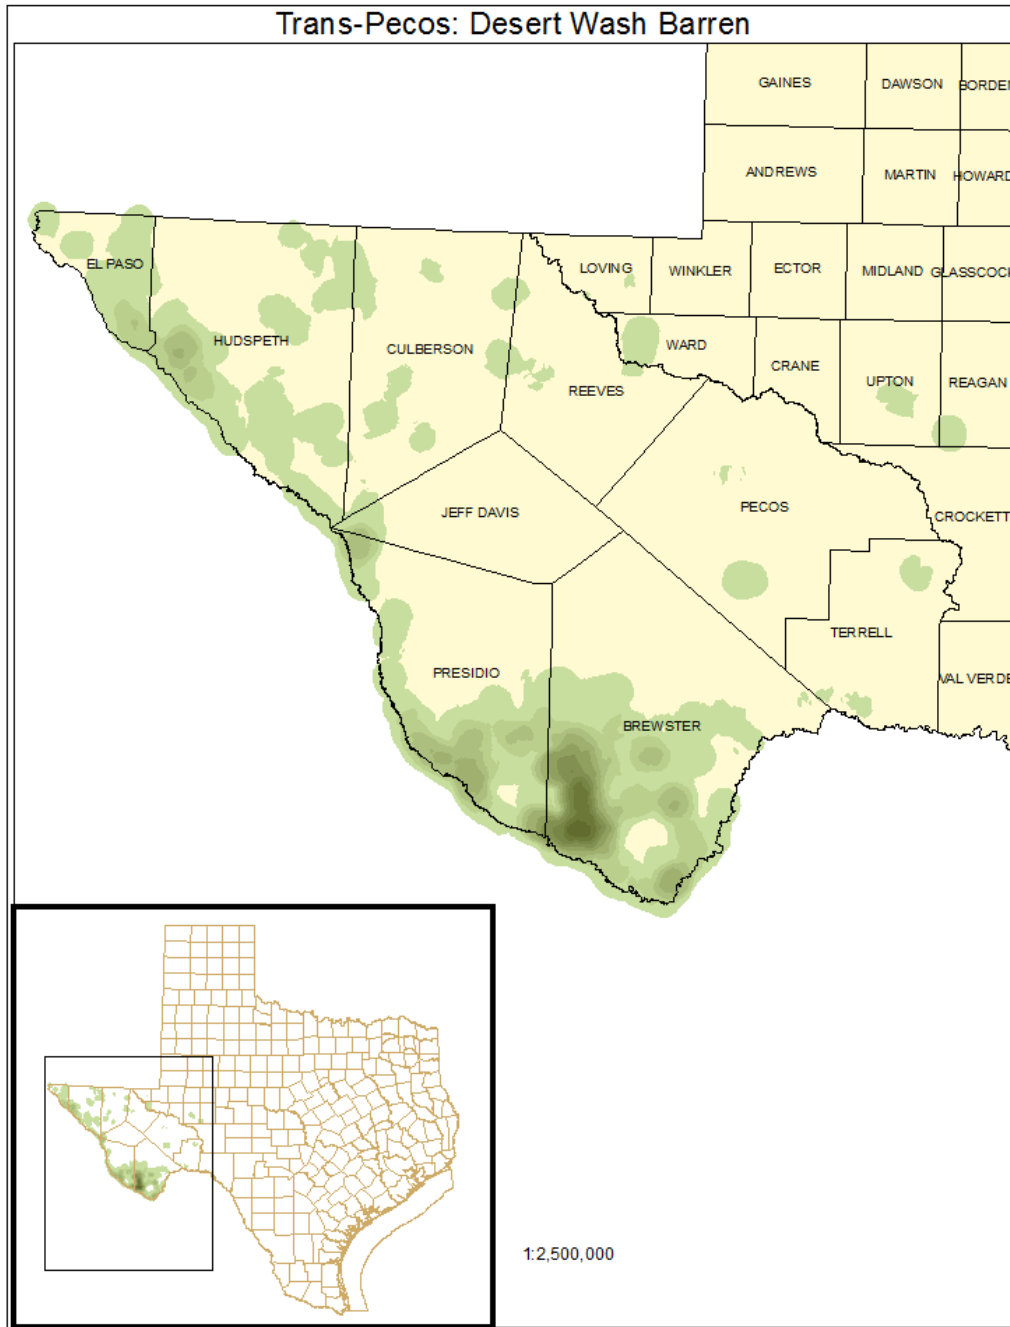 Trans-Pecos: Desert Wash Barren
GAINES DAWSON BORDEN
ANDREWS MARTIN HOWARD
EL PASO LOVING WINKLER ECTOR MIDLAND GLASSCOCK
HUDSPETH CULBERSON REEVES WARD CRANE UPTON REAGAN
JEFF DAVIS PECOS CROCKETT
TERRELL
PRESIDIO BREWSTER VAL VERDE
1:2,500,000